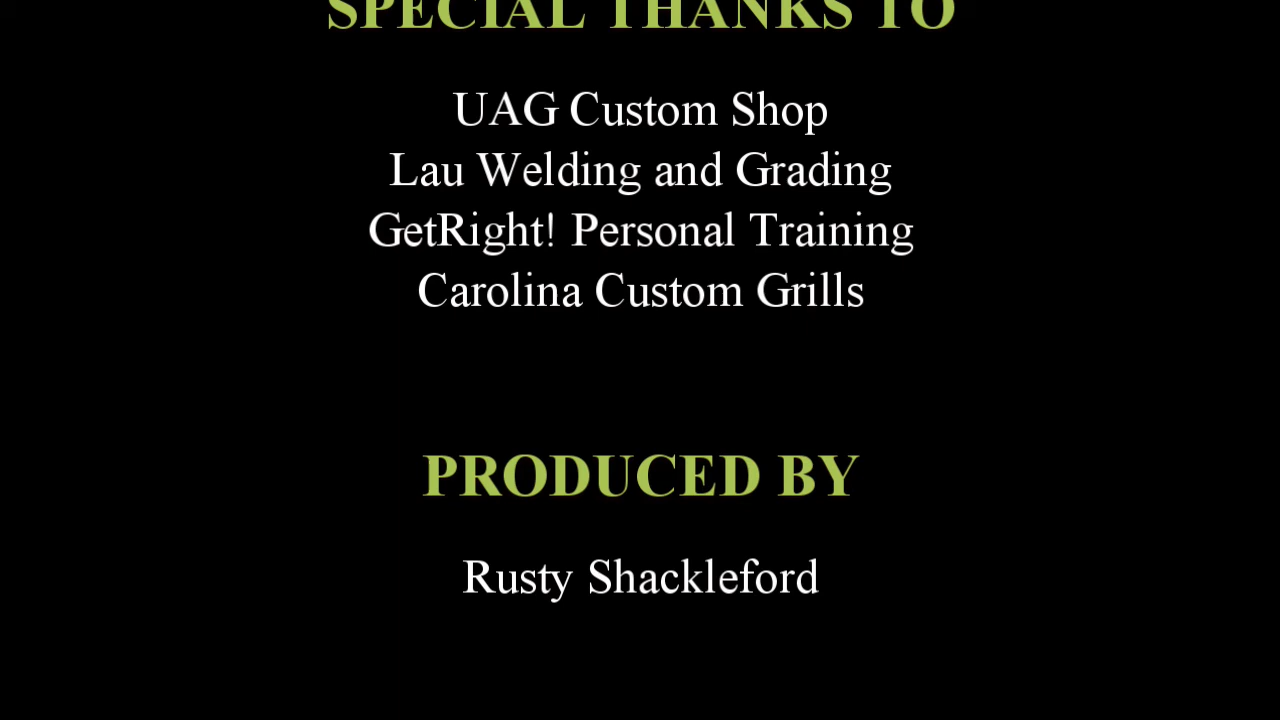 SPECIAL THANKS TO
UAG Custom Shop
Lau Welding and Grading
GetRight! Personal Training
Carolina Custom Grills
PRODUCED BY
Rusty Shackleford